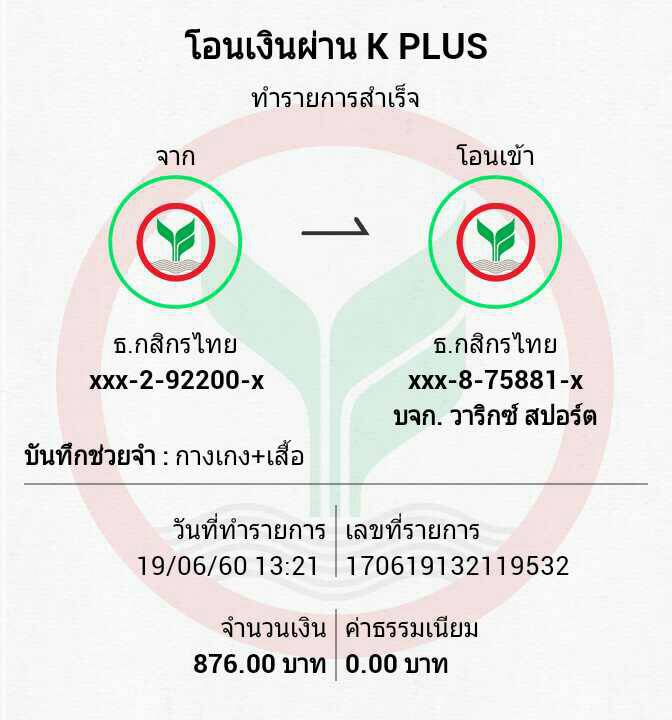 โอนเงินผ่าน K PLUS
ทำรายการสำเร็จ
จาก
โอนเข้า
ธ.กสิกรไทย
xxx-2-92200-x
ธ.กสิกรไทย
xxx-8-75881-x
บจก. วาริกซ์ สปอร์ต
บันทึกช่วยจำ : กางเกง+เสื้อ
วันที่ทำรายการ
19/06/60 13:21
เลขที่รายการ
170619132119532
จำนวนเงิน
876.00 บาท
ค่าธรรมเนียม
0.00 บาท